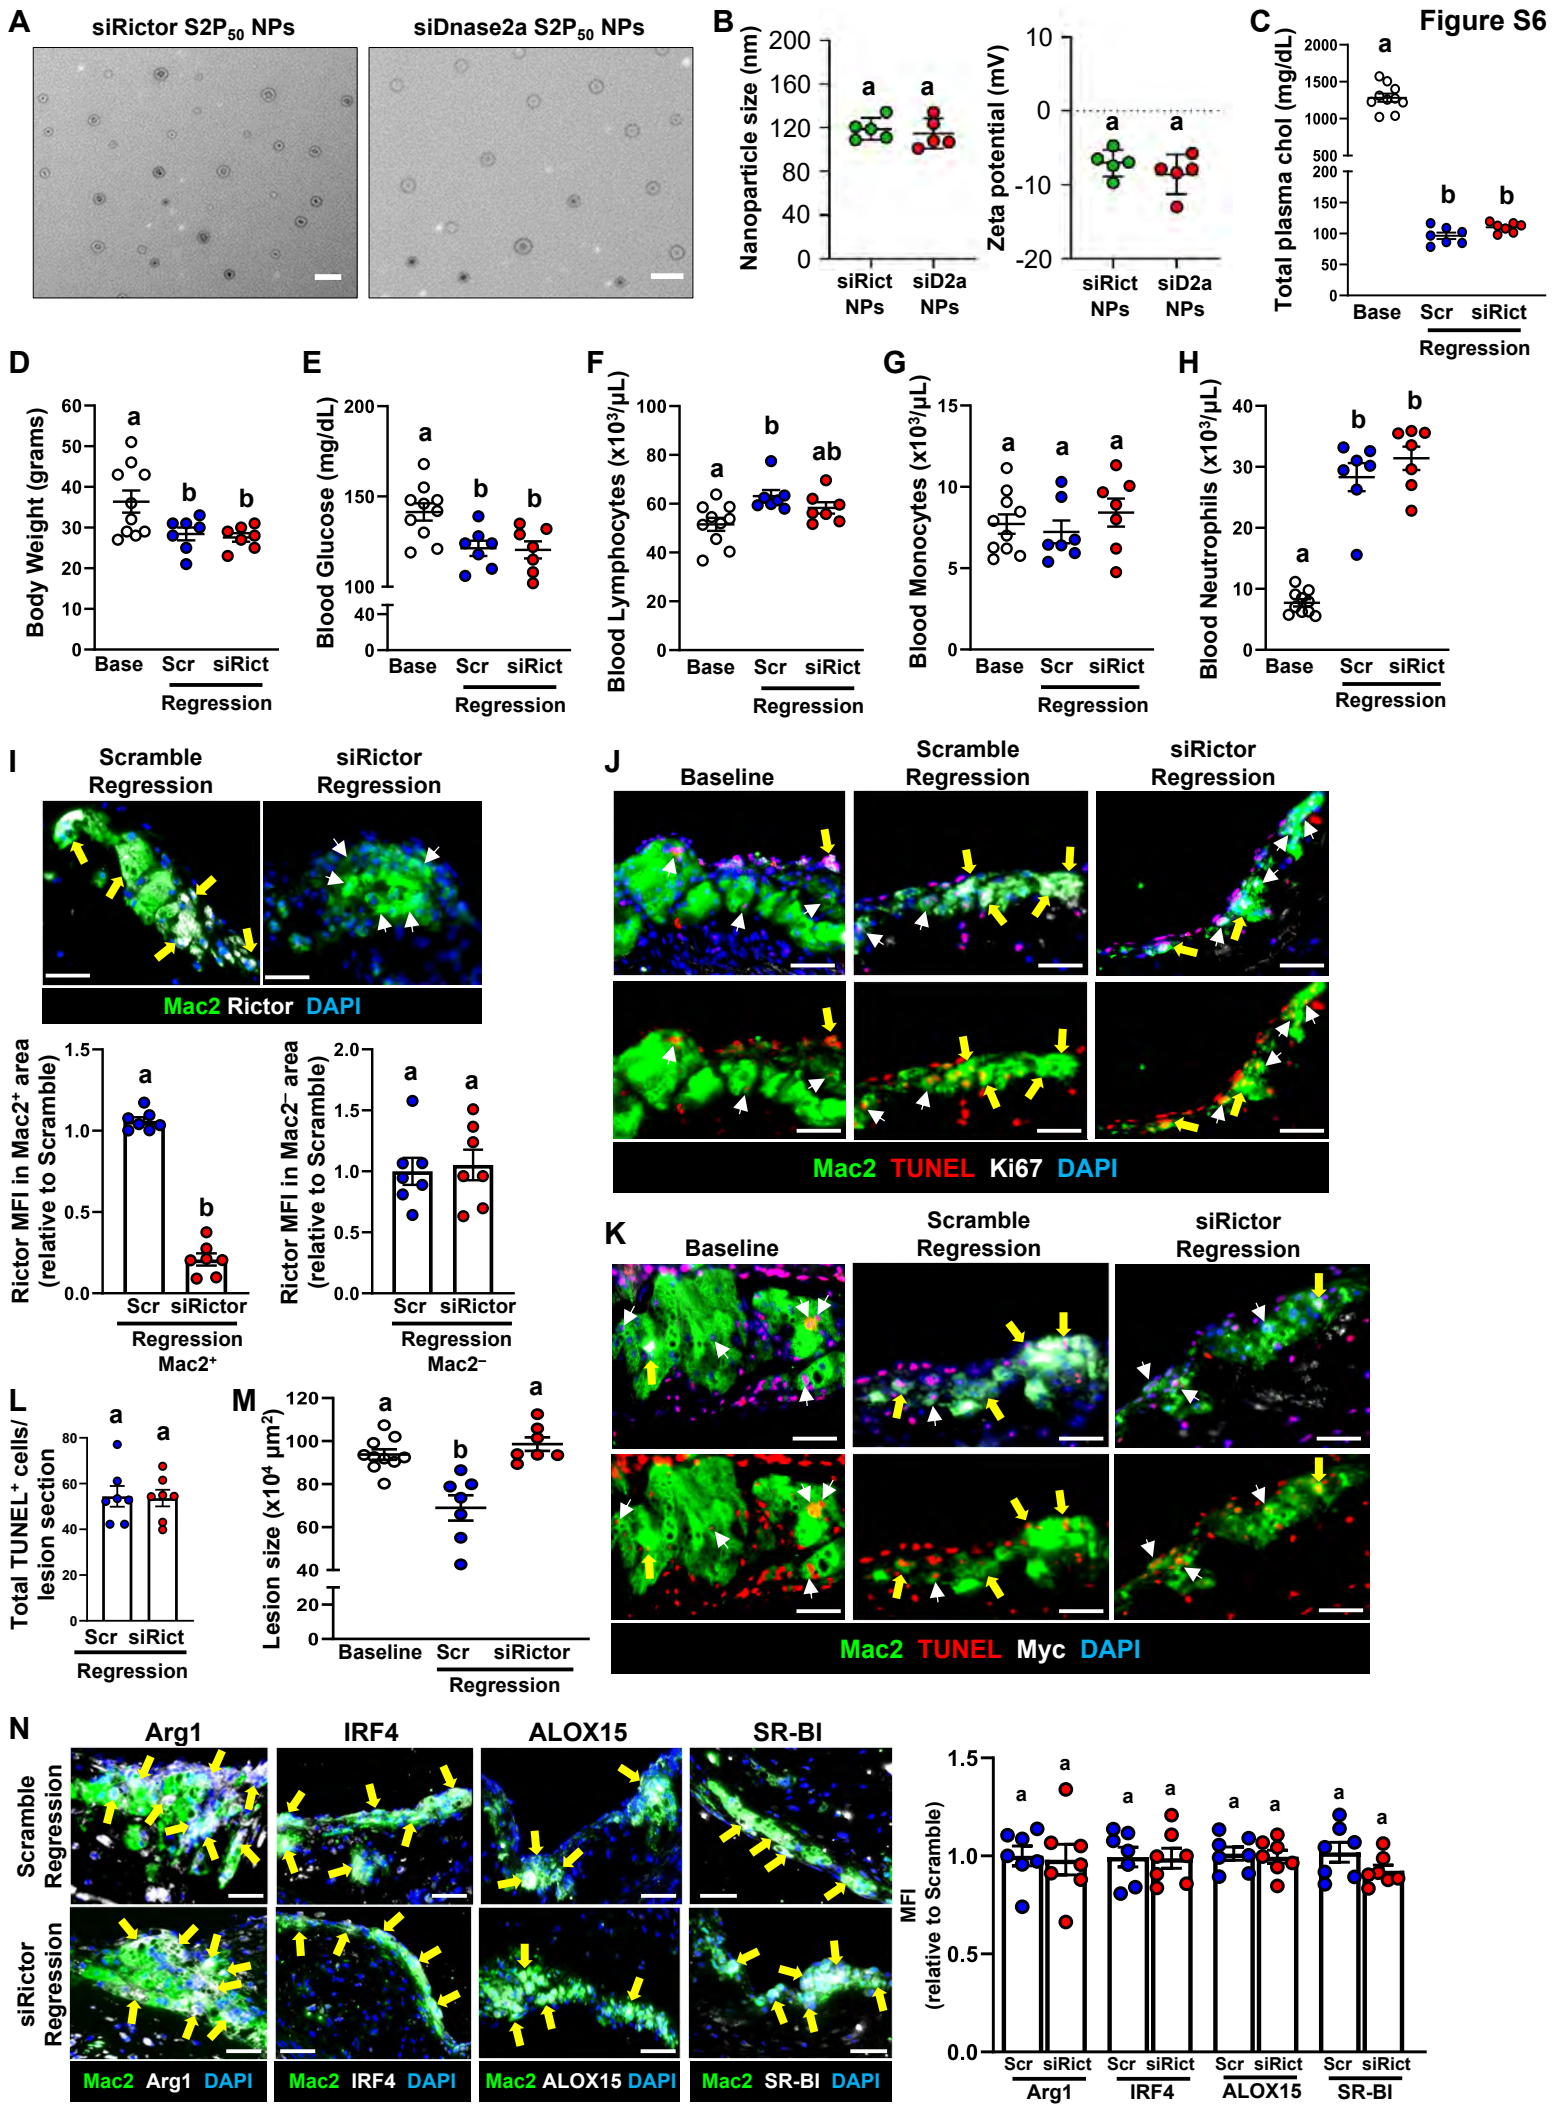 Figure S6
A
siRictor S2P50 NPs
siDnase2a S2P50 NPs
B
Nanoparticle size (nm)
200
160
120
80
40
0
a
a
siRict NPs
siD2a NPs
Zeta potential (mV)
10
0
-10
-20
a
a
siRict NPs
siD2a NPs
C
Total plasma chol (mg/dL)
2000
1500
1000
500
200
150
100
50
0
a
b
b
Base
Scr
siRict
Regression
D
Body Weight (grams)
60
50
40
30
20
10
0
a
b
b
Base
Scr
siRict
Regression
E
Blood Glucose (mg/dL)
200
150
100
40
0
a
b
b
Base
Scr
siRict
Regression
F
Blood Lymphocytes (x10³/µL)
100
80
60
40
20
0
a
b
ab
Base
Scr
siRict
Regression
G
Blood Monocytes (x10³/µL)
15
10
5
0
a
a
a
Base
Scr
siRict
Regression
H
Blood Neutrophils (x10³/µL)
40
30
20
10
0
a
b
b
Base
Scr
siRict
Regression
I
Scramble
Regression
siRictor
Regression
Mac2 Rictor DAPI
Rictor MFI in Mac2⁺ area
(relative to Scramble)
1.5
1.0
0.5
0.0
a
b
Scr
siRictor
Regression
Mac2⁺
Rictor MFI in Mac2⁻ area
(relative to Scramble)
2.0
1.5
1.0
0.5
0.0
a
a
Scr
siRictor
Regression
Mac2⁻
J
Baseline
Scramble
Regression
siRictor
Regression
Mac2 TUNEL Ki67 DAPI
K
Baseline
Scramble
Regression
siRictor
Regression
Mac2 TUNEL Myc DAPI
L
Total TUNEL⁺ cells/
lesion section
80
60
40
20
0
a
a
Scr
siRict
Regression
M
Lesion size (x10⁴ µm²)
120
100
80
60
40
20
0
a
b
a
Baseline
Scr
siRictor
Regression
N
Arg1
IRF4
ALOX15
SR-BI
Scramble
Regression
siRictor
Regression
Mac2 Arg1 DAPI
Mac2 IRF4 DAPI
Mac2 ALOX15 DAPI
Mac2 SR-BI DAPI
MFI
(relative to Scramble)
1.5
1.0
0.5
0.0
a
a
a
a
a
a
a
a
Scr siRict
Scr siRict
Scr siRict
Scr siRict
Arg1
IRF4
ALOX15
SR-BI